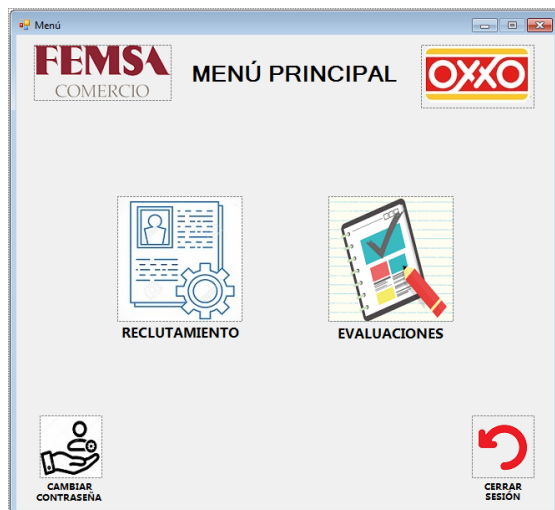 Menú
FEMSA
COMERCIO
MENÚ PRINCIPAL
OXXO
RECLUTAMIENTO
EVALUACIONES
CAMBIAR
CONTRASEÑA
CERRAR
SESIÓN